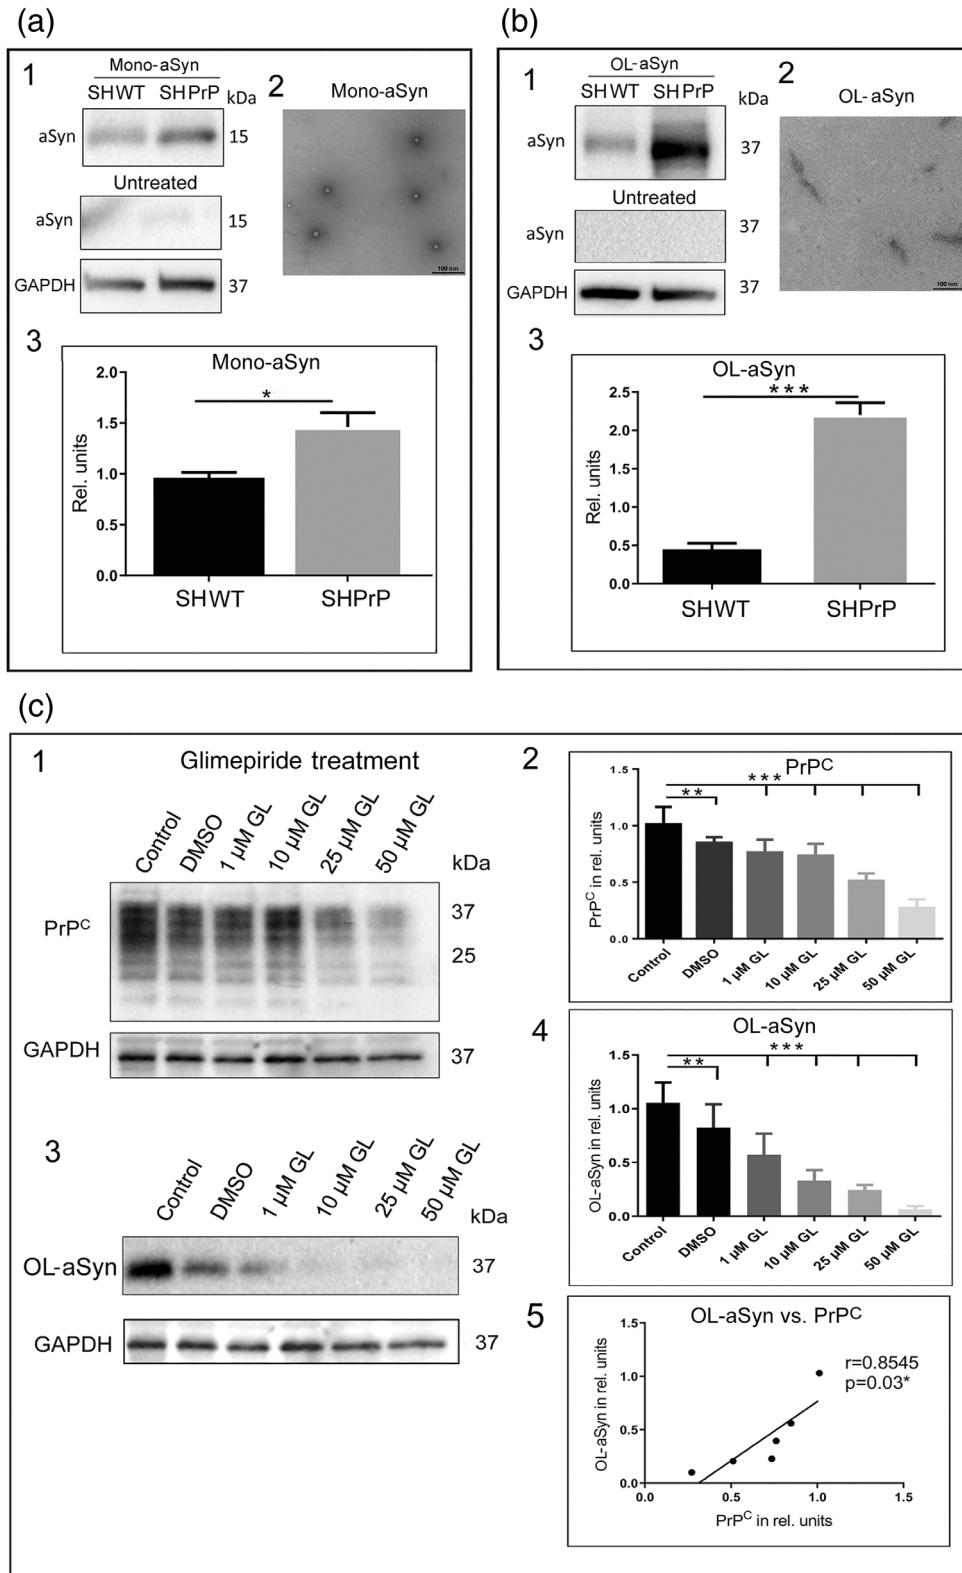 (a)
1
Mono-aSyn
SHWT SHPrP kDa
aSyn 15
Untreated
aSyn 15
GAPDH 37
2
Mono-aSyn
100 nm
3
Mono-aSyn
*
Rel. units
2.0
1.5
1.0
0.5
0.0
SHWT SHPrP
(b)
1
OL-aSyn
SHWT SHPrP kDa
aSyn 37
Untreated
aSyn 37
GAPDH 37
2
OL-aSyn
100 nm
3
OL-aSyn
***
Rel. units
2.5
2.0
1.5
1.0
0.5
0.0
SHWT SHPrP
(c)
1
Glimepiride treatment
Control DMSO 1 µM GL 10 µM GL 25 µM GL 50 µM GL
kDa
PrPC 37
25
GAPDH 37
2
PrPC
** ***
PrPC in rel. units
1.5
1.0
0.5
0.0
Control DMSO 1 µM GL 10 µM GL 25 µM GL 50 µM GL
3
Control DMSO 1 µM GL 10 µM GL 25 µM GL 50 µM GL
kDa
OL-aSyn 37
GAPDH 37
4
OL-aSyn
** ***
OL-aSyn in rel. units
1.5
1.0
0.5
0.0
Control DMSO 1 µM GL 10 µM GL 25 µM GL 50 µM GL
5
OL-aSyn vs. PrPC
r=0.8545
p=0.03*
OL-aSyn in rel. units
1.0
0.5
0.0
0.0 0.5 1.0 1.5
PrPC in rel. units